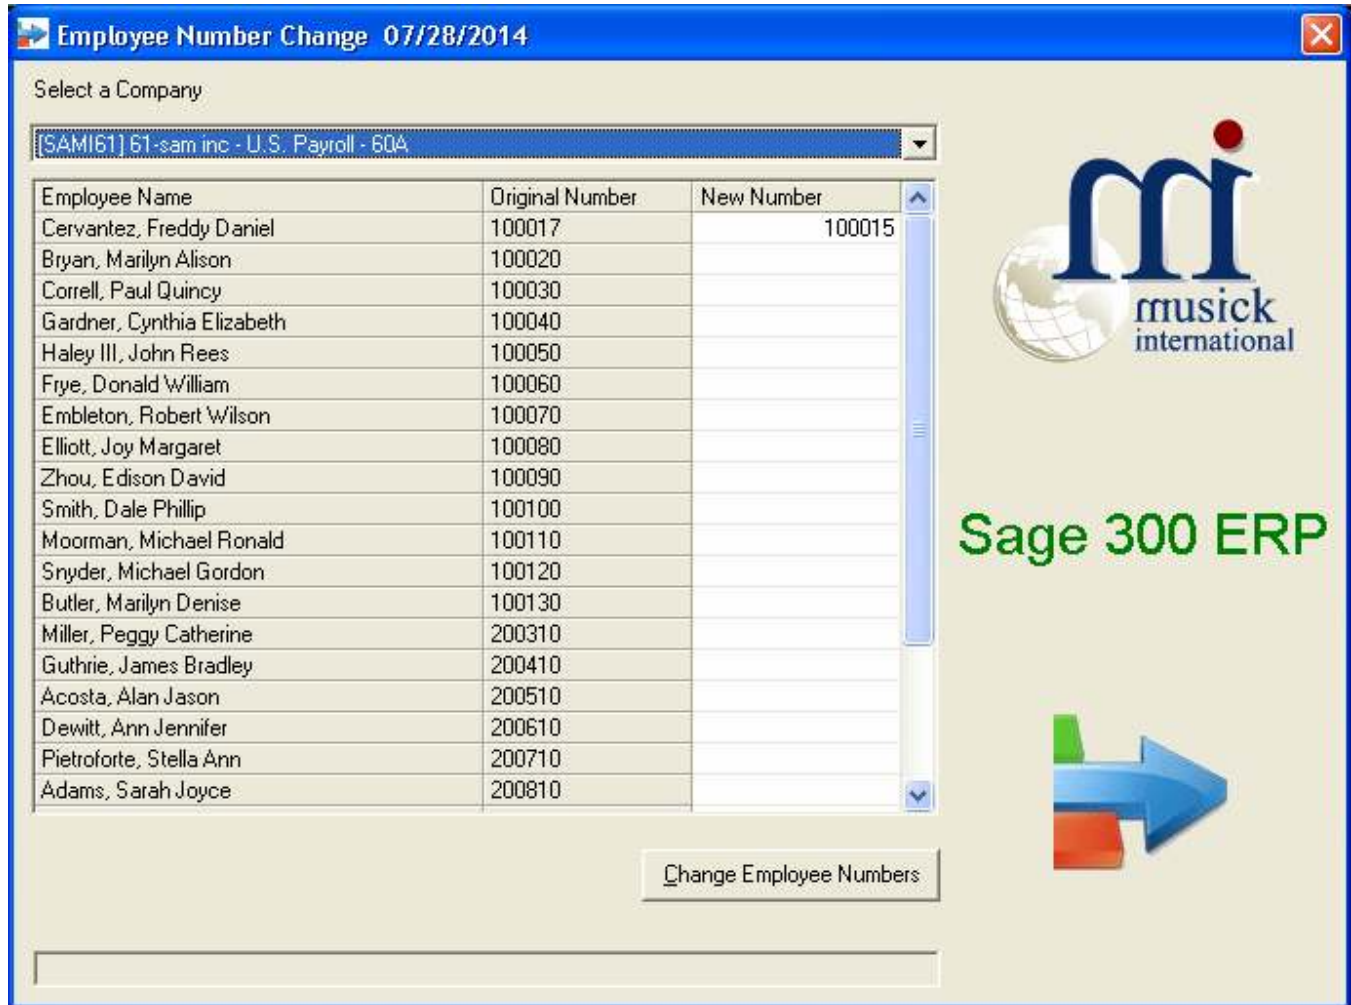 Employee Number Change 07/28/2014
Select a Company
[SAMI61] 61-sam inc - U.S. Payroll - 60A
Employee Name Original Number New Number
Cervantez, Freddy Daniel 100017 100015
Bryan, Marilyn Alison 100020
Correll, Paul Quincy 100030
Gardner, Cynthia Elizabeth 100040
Haley III, John Rees 100050
Frye, Donald William 100060
Embleton, Robert Wilson 100070
Elliott, Joy Margaret 100080
Zhou, Edison David 100090
Smith, Dale Phillip 100100
Moorman, Michael Ronald 100110
Snyder, Michael Gordon 100120
Butler, Marilyn Denise 100130
Miller, Peggy Catherine 200310
Guthrie, James Bradley 200410
Acosta, Alan Jason 200510
Dewitt, Ann Jennifer 200610
Pietroforte, Stella Ann 200710
Adams, Sarah Joyce 200810
Change Employee Numbers
mi
musick
international
Sage 300 ERP